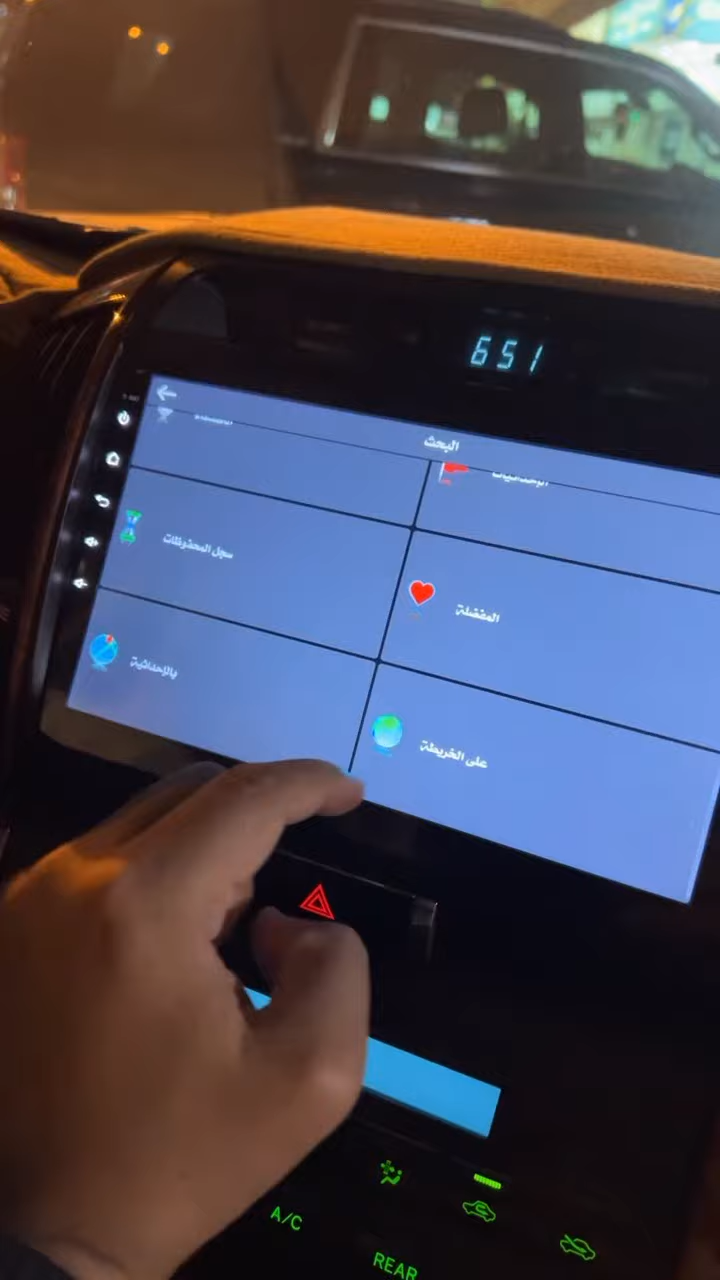 651
البحث
سجل المحفوظات
المفضلة
بالإحداثية
على الخريطة
A/C
REAR